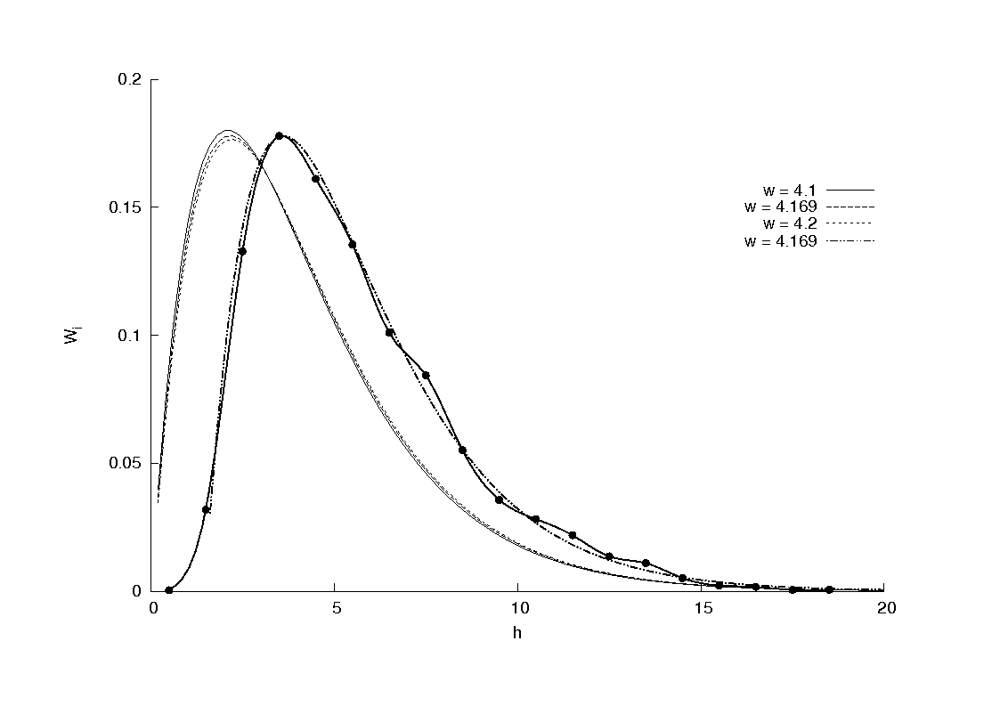 0.2
w = 4.1
0.15
w = 4.169
w = 4.2
w = 4.169
W_l
0.1
0.05
0
0 5 10 15 20
h